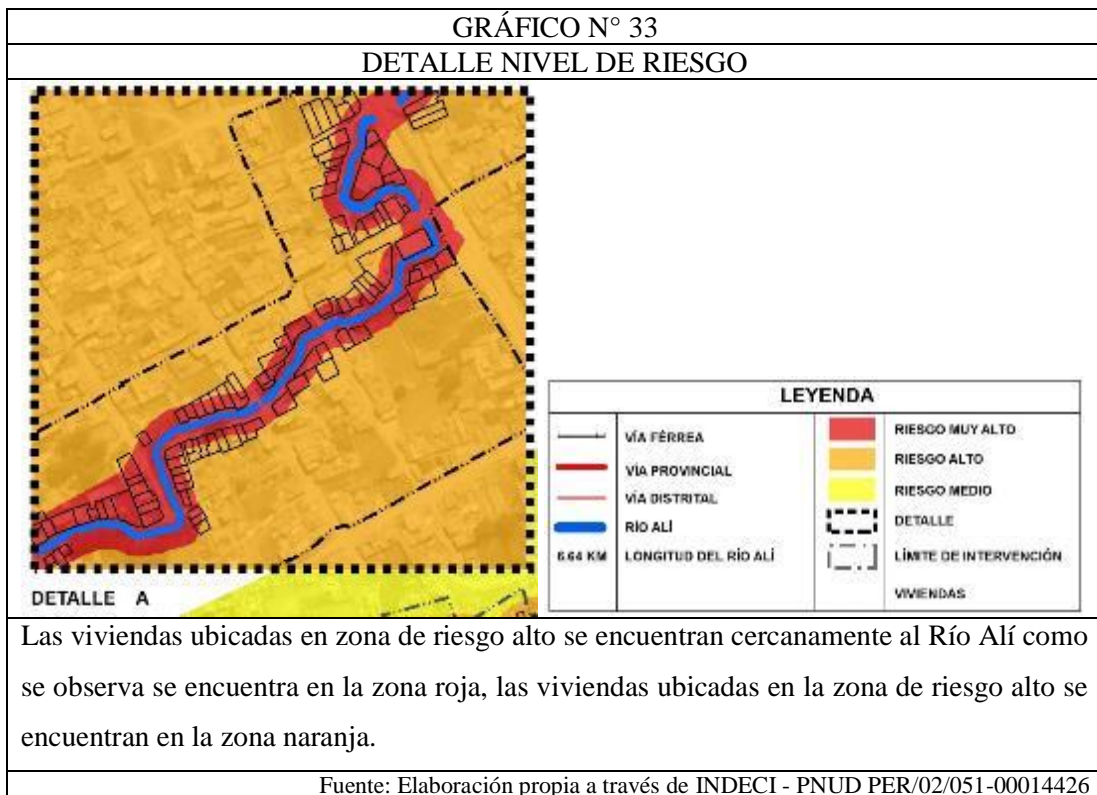 GRÁFICO N° 33
DETALLE NIVEL DE RIESGO
DETALLE A
LEYENDA
VÍA FÉRREA
VÍA PROVINCIAL
VÍA DISTRITAL
RÍO ALÍ
6.64 KM LONGITUD DEL RÍO ALÍ
RIESGO MUY ALTO
RIESGO ALTO
RIESGO MEDIO
DETALLE
LÍMITE DE INTERVENCIÓN
VIVIENDAS
Las viviendas ubicadas en zona de riesgo alto se encuentran cercanamente al Río Alí como
se observa se encuentra en la zona roja, las viviendas ubicadas en la zona de riesgo alto se
encuentran en la zona naranja.
Fuente: Elaboración propia a través de INDECI - PNUD PER/02/051-00014426